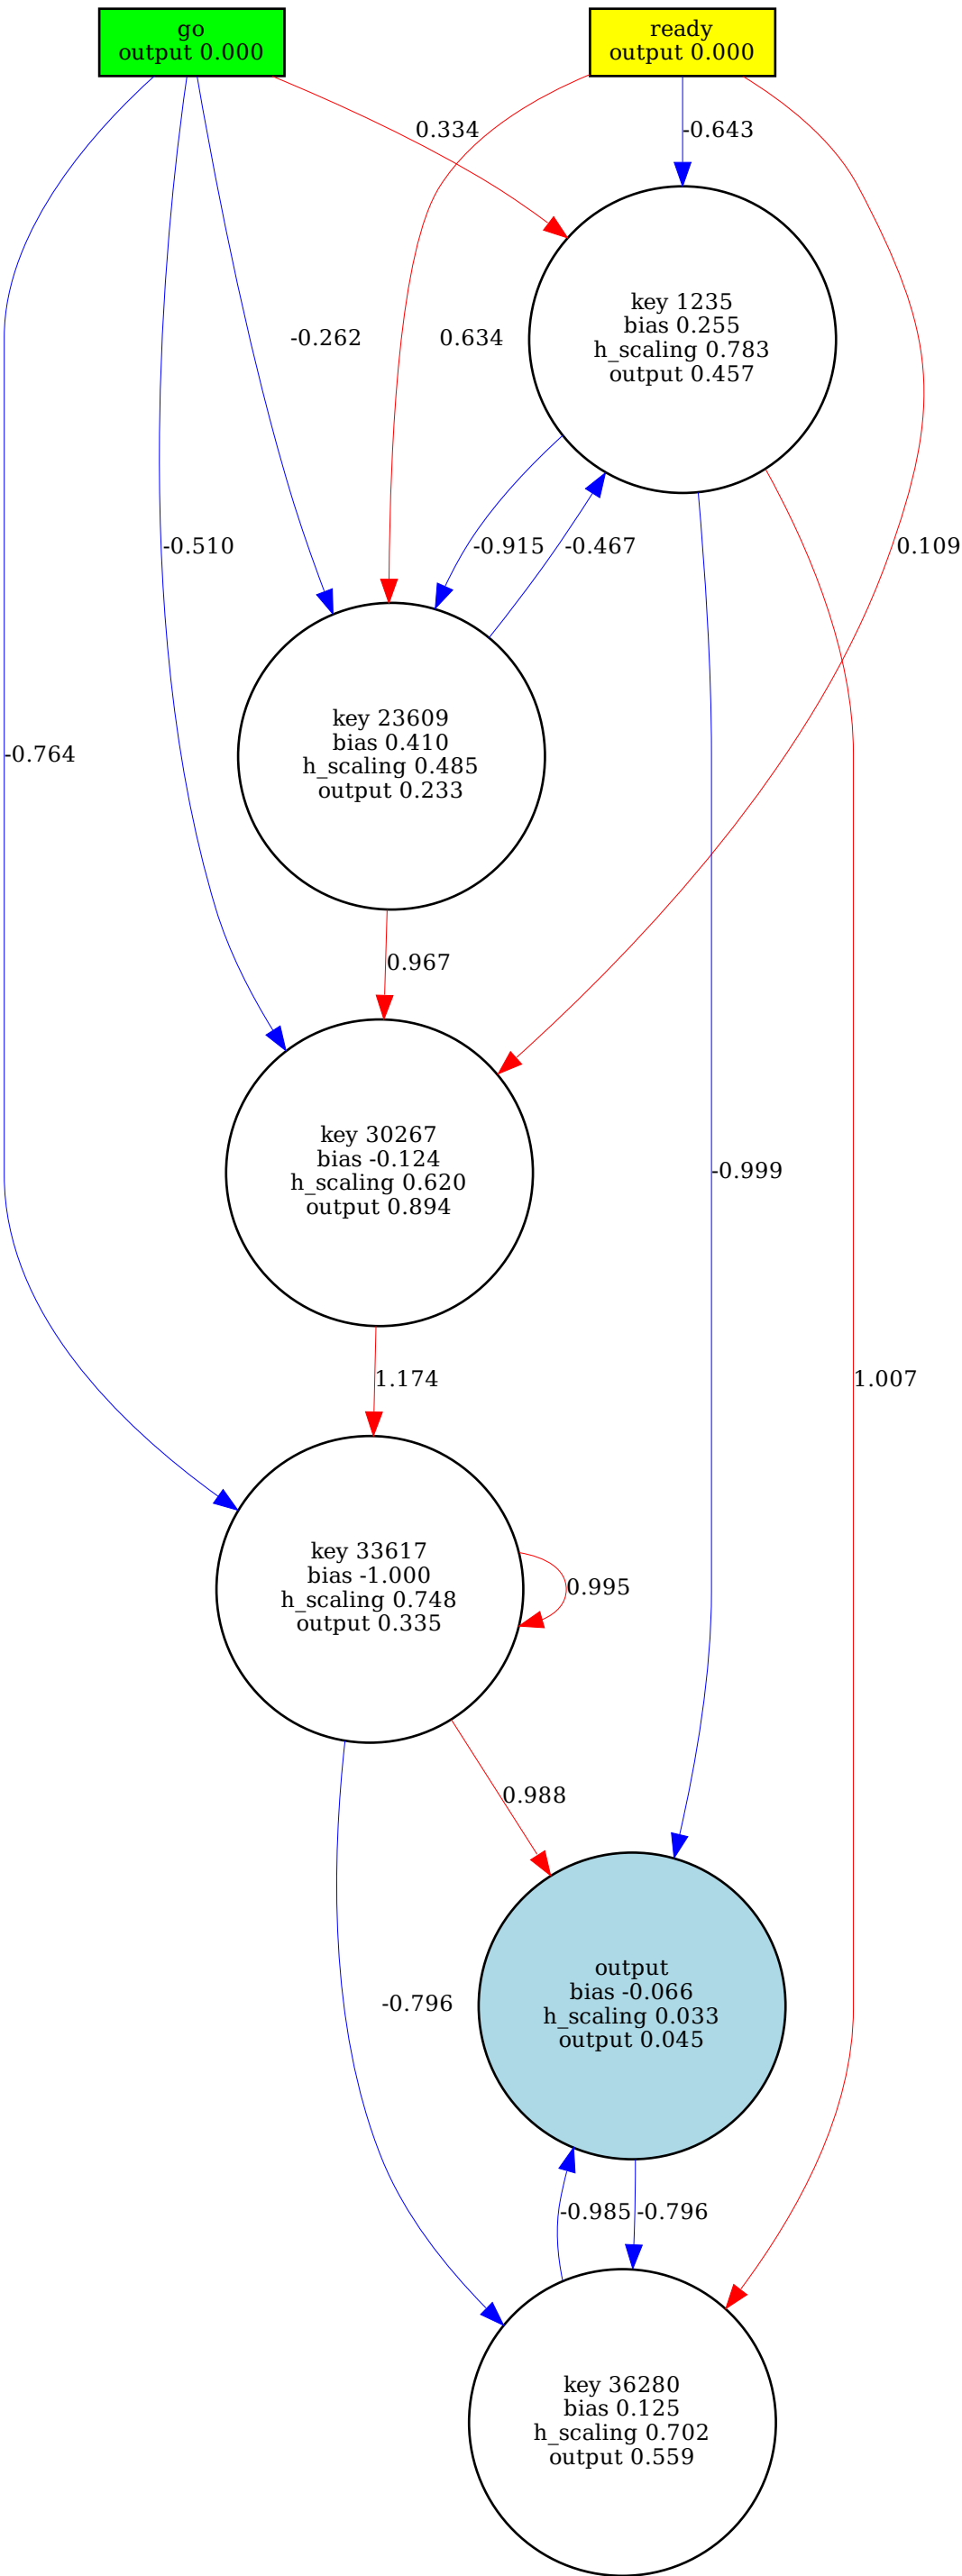 go
output 0.000
ready
output 0.000
0.334
-0.643
key 1235
bias 0.255
h_scaling 0.783
output 0.457
-0.262
0.634
-0.510
-0.915
-0.467
0.109
key 23609
bias 0.410
h_scaling 0.485
output 0.233
-0.764
0.967
key 30267
bias -0.124
h_scaling 0.620
output 0.894
-0.999
1.174
1.007
key 33617
bias -1.000
h_scaling 0.748
output 0.335
0.995
0.988
output
bias -0.066
h_scaling 0.033
output 0.045
-0.796
-0.985
-0.796
key 36280
bias 0.125
h_scaling 0.702
output 0.559